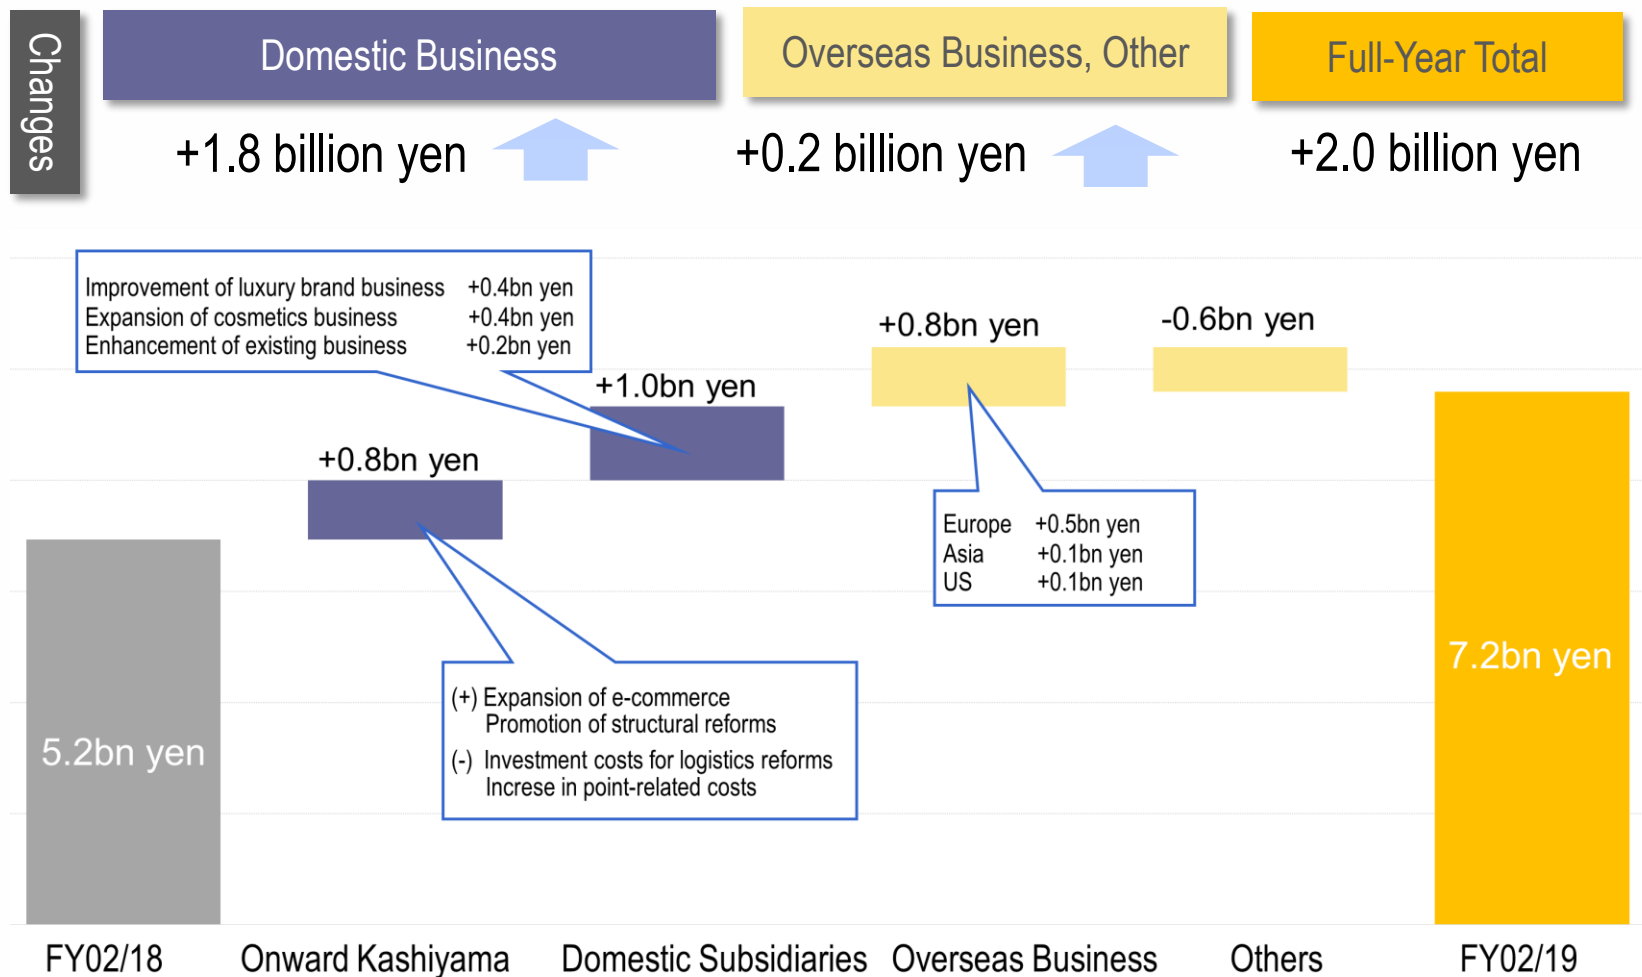 Changes
Domestic Business
Overseas Business, Other
Full-Year Total
+1.8 billion yen
+0.2 billion yen
+2.0 billion yen
Improvement of luxury brand business +0.4bn yen
Expansion of cosmetics business +0.4bn yen
Enhancement of existing business +0.2bn yen
+0.8bn yen
+1.0bn yen
+0.8bn yen
-0.6bn yen
Europe +0.5bn yen
Asia +0.1bn yen
US +0.1bn yen
(+) Expansion of e-commerce
Promotion of structural reforms
(-) Investment costs for logistics reforms
Increse in point-related costs
5.2bn yen
7.2bn yen
FY02/18
Onward Kashiyama
Domestic Subsidiaries
Overseas Business
Others
FY02/19